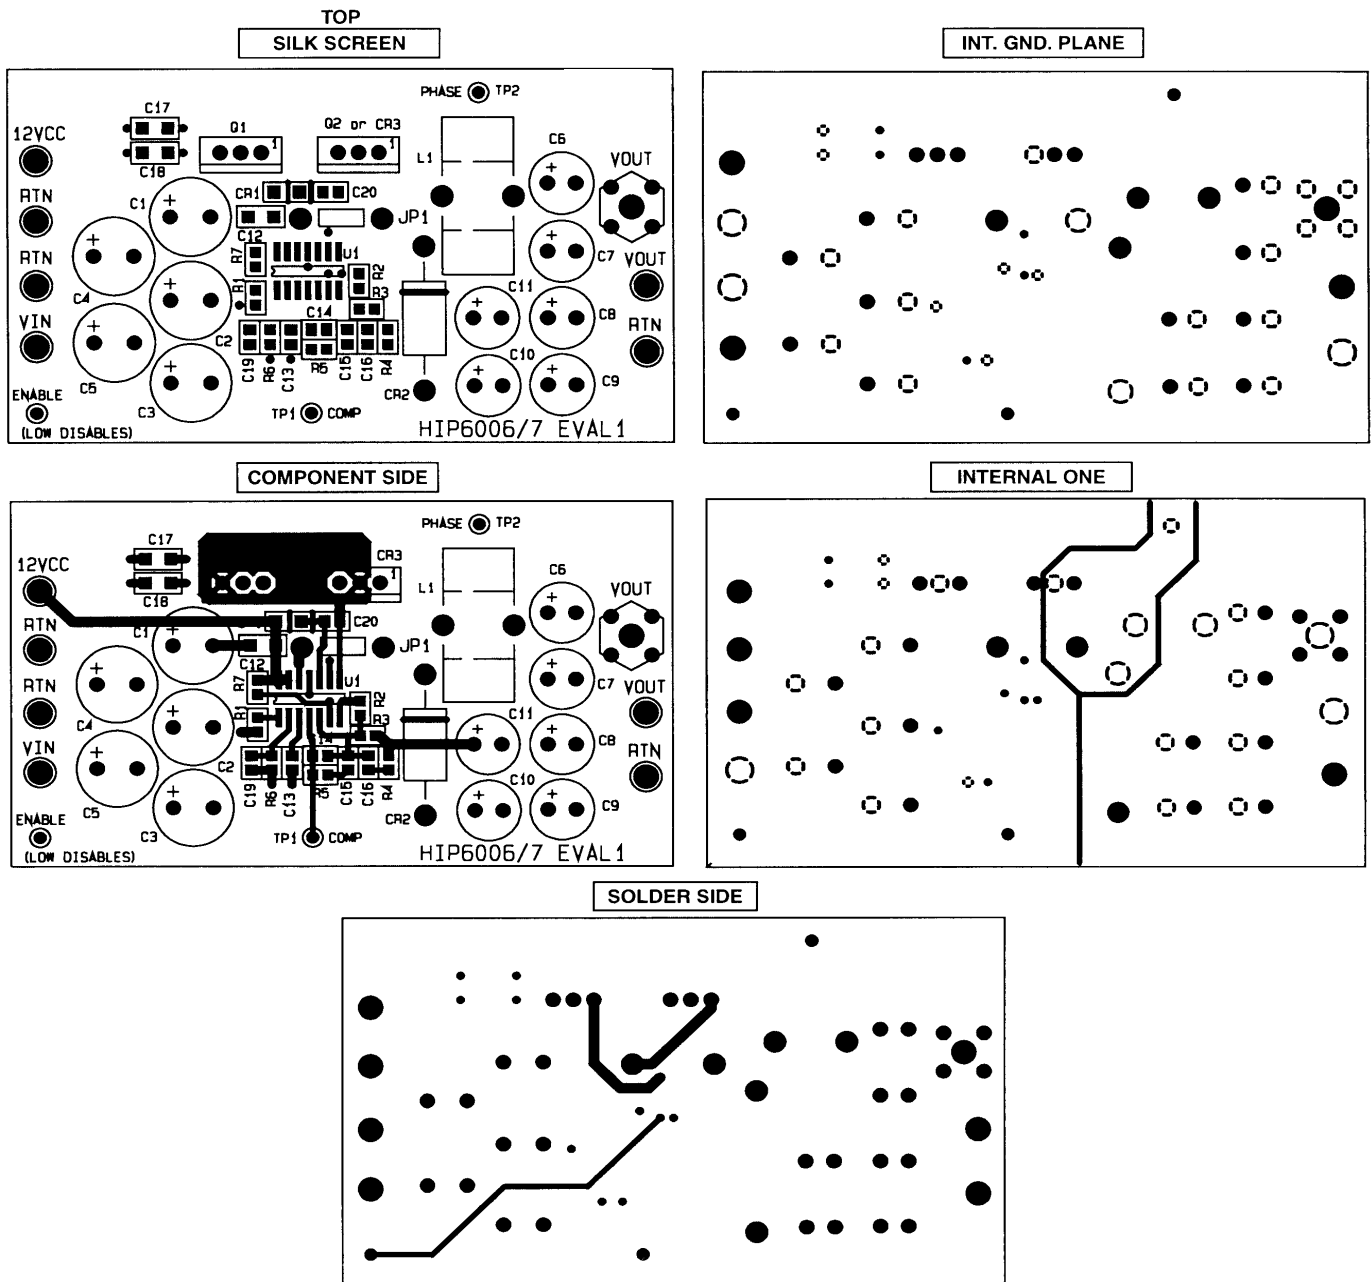 TOP
SILK SCREEN
INT. GND. PLANE
PHASE TP2
C17
12VCC
Q1
Q2 or CR3
1
1
L1
C6
VOUT
C18
RTN
C1
CR1
C20
JP1
C12
RTN
R7
U1
C7
VOUT
C4
R1
R2
C11
R3
VIN
C14
C8
RTN
C2
C10
C5
C19
R6
C13
R5
C15
C16
R4
C9
ENABLE
C3
CR2
TP1 COMP
(LOW DISABLES)
HIP6006/7 EVAL1
COMPONENT SIDE
INTERNAL ONE
PHASE TP2
C17
12VCC
CR3
1
L1
C6
VOUT
C18
RTN
C1
C20
JP1
C12
RTN
R7
U1
C7
VOUT
C4
R1
R2
C11
R3
VIN
C8
RTN
C2
C10
C5
C19
R6
C13
R5
C15
C16
R4
C9
ENABLE
C3
CR2
TP1 COMP
(LOW DISABLES)
HIP6006/7 EVAL1
SOLDER SIDE